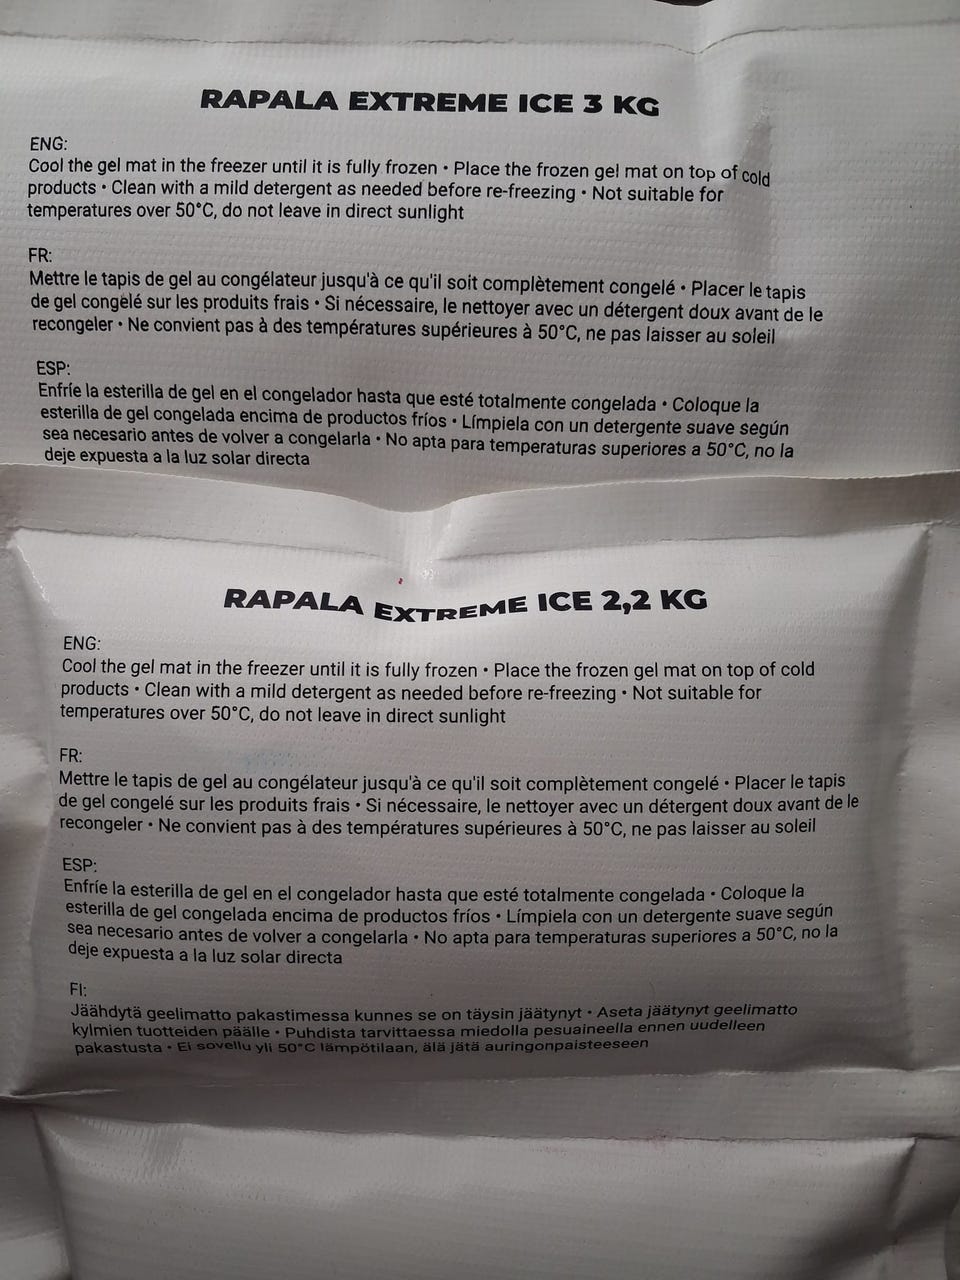 RAPALA EXTREME ICE 3 KG
ENG:
Cool the gel mat in the freezer until it is fully frozen • Place the frozen gel mat on top of cold
products • Clean with a mild detergent as needed before re-freezing • Not suitable for
temperatures over 50°C, do not leave in direct sunlight
FR:
Mettre le tapis de gel au congélateur jusqu'à ce qu'il soit complètement congelé • Placer le tapis
de gel congelé sur les produits frais • Si nécessaire, le nettoyer avec un détergent doux avant de le
recongeler • Ne convient pas à des températures supérieures à 50°C, ne pas laisser au soleil
ESP:
Enfríe la esterilla de gel en el congelador hasta que esté totalmente congelada • Coloque la
esterilla de gel congelada encima de productos fríos • Límpiela con un detergente suave según
sea necesario antes de volver a congelarla • No apta para temperaturas superiores a 50°C, no la
deje expuesta a la luz solar directa
RAPALA EXTREME ICE 2,2 KG
ENG:
Cool the gel mat in the freezer until it is fully frozen • Place the frozen gel mat on top of cold
products • Clean with a mild detergent as needed before re-freezing • Not suitable for
temperatures over 50°C, do not leave in direct sunlight
FR:
Mettre le tapis de gel au congélateur jusqu'à ce qu'il soit complètement congelé • Placer le tapis
de gel congelé sur les produits frais • Si nécessaire, le nettoyer avec un détergent doux avant de le
recongeler • Ne convient pas à des températures supérieures à 50°C, ne pas laisser au soleil
ESP:
Enfríe la esterilla de gel en el congelador hasta que esté totalmente congelada • Coloque la
esterilla de gel congelada encima de productos fríos • Límpiela con un detergente suave según
sea necesario antes de volver a congelarla • No apta para temperaturas superiores a 50°C, no la
deje expuesta a la luz solar directa
FI:
Jäähdytä geelimatto pakastimessa kunnes se on täysin jäätynyt • Aseta jäätynyt geelimatto
kylmien tuotteiden päälle • Puhdista tarvittaessa miedolla pesuaineella ennen uudelleen
pakastusta • Ei sovellu yli 50°C lämpötilaan, älä jätä auringonpaisteeseen